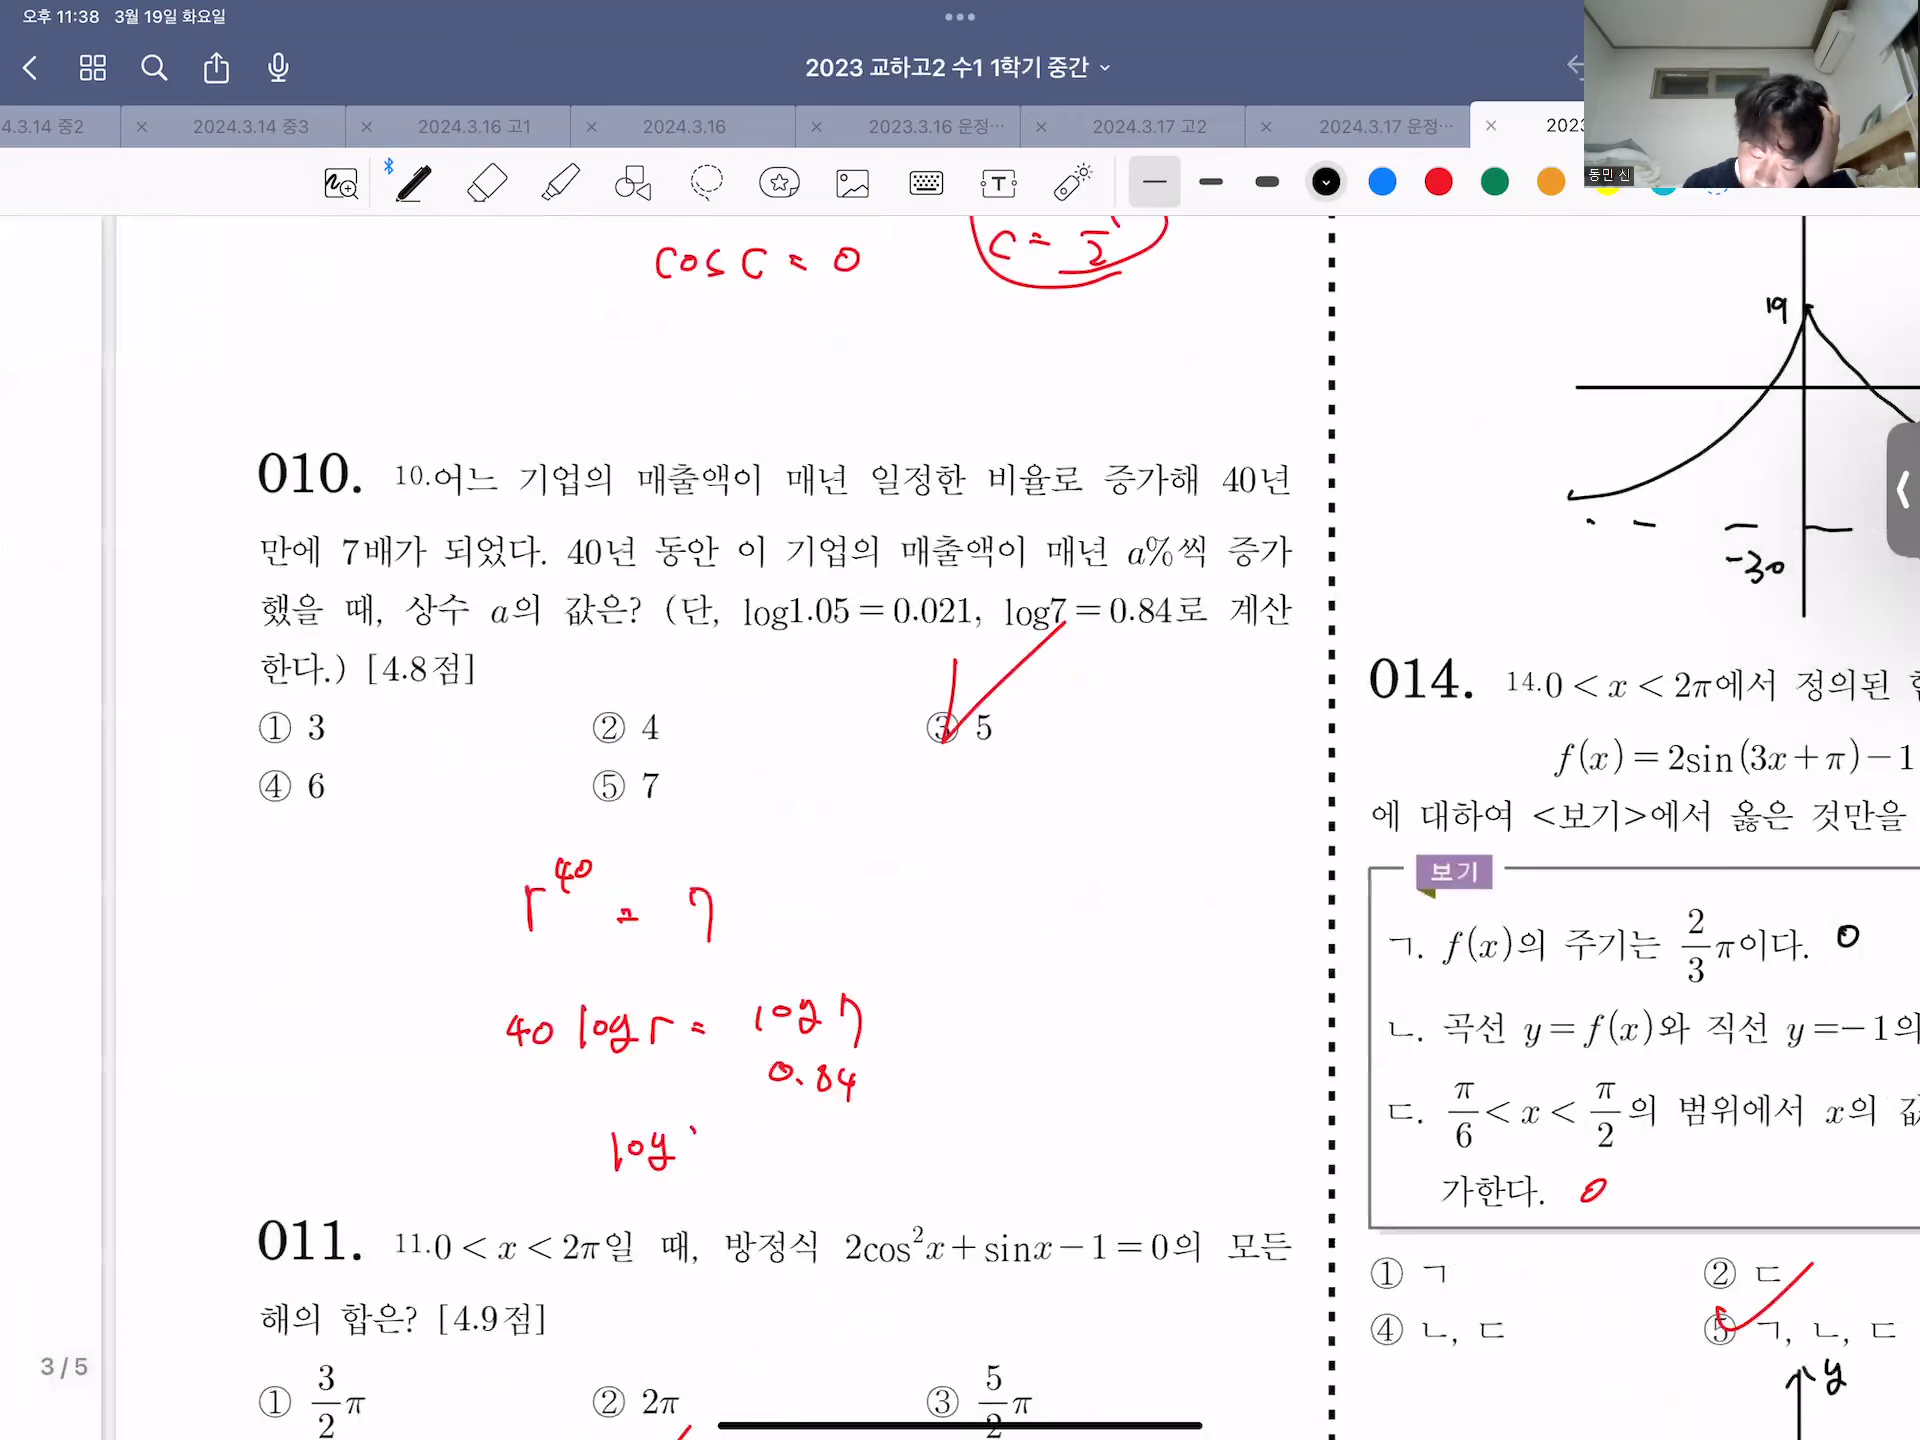 오후 11:38 3월 19일 화요일
2023 교하고2 수1 1학기 중간
4.3.14 중2
2024.3.14 중3
2024.3.16 고1
2024.3.16
2023.3.16 운정…
2024.3.17 고2
2024.3.17 운정…
2023
동민 신
cos C = 0
C =
010. 10.어느 기업의 매출액이 매년 일정한 비율로 증가해 40년
만에 7배가 되었다. 40년 동안 이 기업의 매출액이 매년 a%씩 증가
했을 때, 상수 a의 값은? (단, log1.05=0.021, log7=0.84로 계산
한다.) [4.8점]
① 3 ② 4 ③ 5
④ 6 ⑤ 7
r^40 = 7
40 log r = log 7
0.84
log
011. 11.0<x<2π일 때, 방정식 2cos²x+sinx-1=0의 모든
해의 합은? [4.9점]
① 3/2 π ② 2π ③ 5/2 π
3 / 5
19
-30
014. 14.0<x<2π에서 정의된
f(x)=2sin(3x+π)-1
에 대하여 <보기>에서 옳은 것만을
보기
ㄱ. f(x)의 주기는 2/3 π이다. O
ㄴ. 곡선 y=f(x)와 직선 y=-1의
ㄷ. π/6<x<π/2의 범위에서 x의
가한다. O
① ㄱ ② ㄷ
④ ㄴ, ㄷ ⑤ ㄱ, ㄴ, ㄷ
y